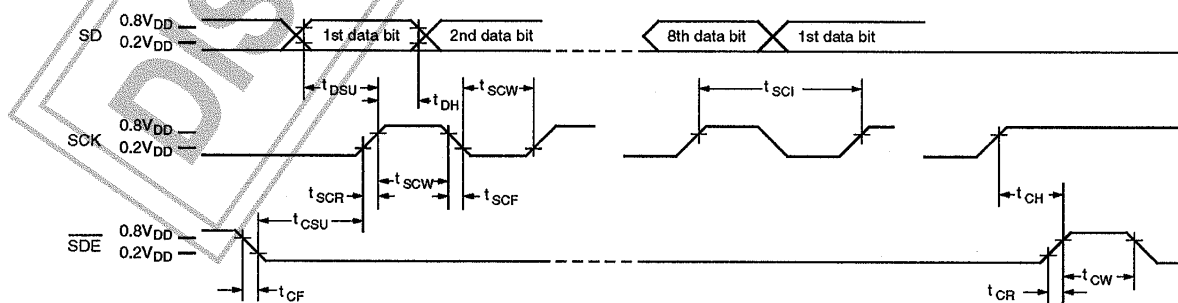 SD 0.8VDD
0.2VDD
1st data bit 2nd data bit 8th data bit 1st data bit
tDSU tDH tSCW tSCI
SCK 0.8VDD
0.2VDD
tSCR tSCW tSCF tCH
tCSU
SDE 0.8VDD
0.2VDD
tCF tCR tCW
DIS